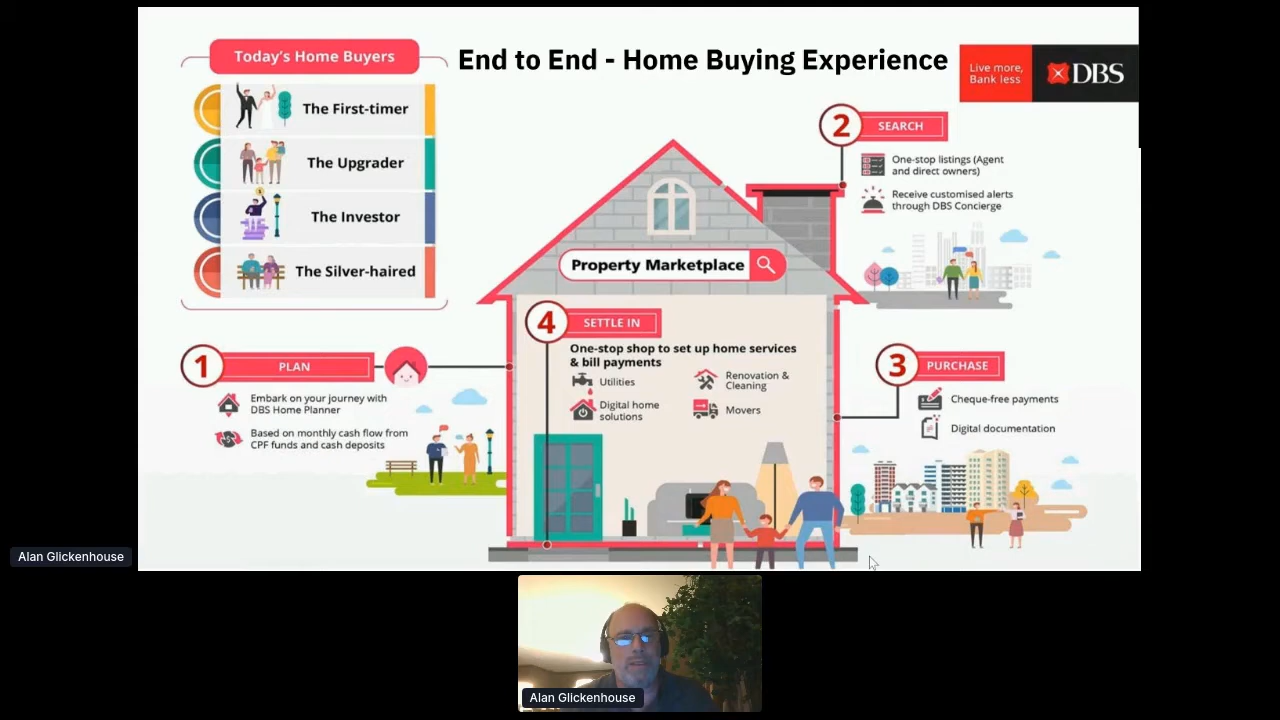 Today's Home Buyers
The First-timer
The Upgrader
The Investor
The Silver-haired
End to End - Home Buying Experience
Live more,
Bank less
DBS
1
PLAN
Embark on your journey with
DBS Home Planner
Based on monthly cash flow from
CPF funds and cash deposits
2
SEARCH
One-stop listings (Agent
and direct owners)
Receive customised alerts
through DBS Concierge
Property Marketplace
4
SETTLE IN
One-stop shop to set up home services
& bill payments
Utilities
Renovation &
Cleaning
Digital home
solutions
Movers
3
PURCHASE
Cheque-free payments
Digital documentation
Alan Glickenhouse
Alan Glickenhouse